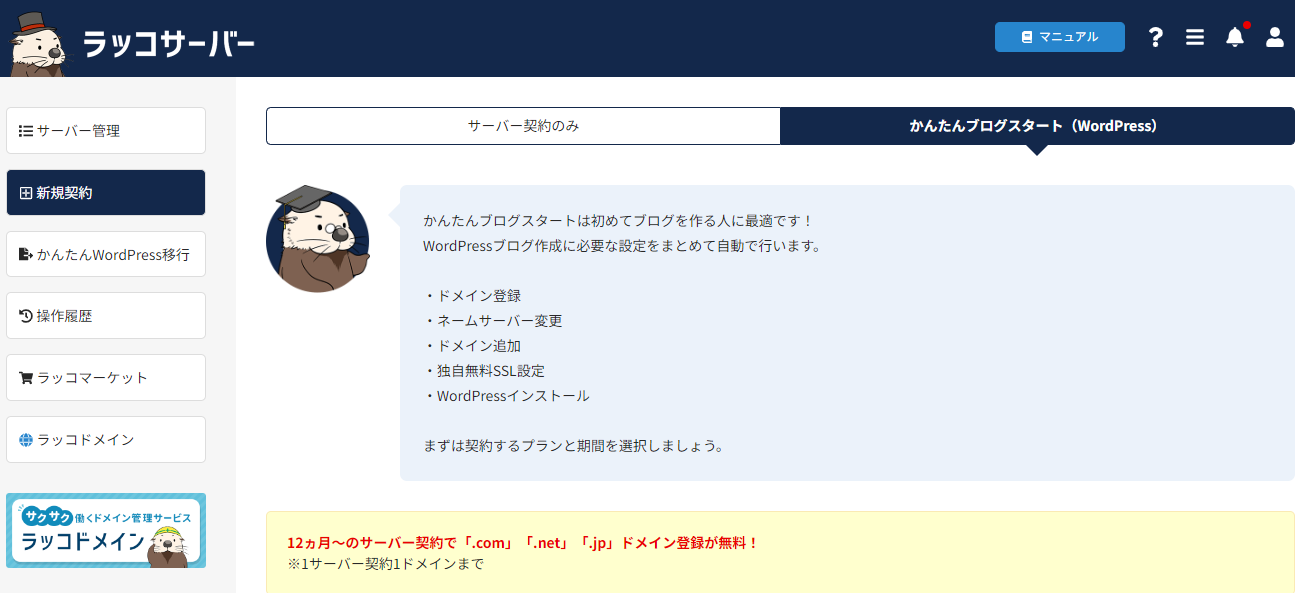 ラッコサーバー
マニュアル
サーバー管理
新規契約
かんたんWordPress移行
操作履歴
ラッコマーケット
ラッコドメイン
サクサク働くドメイン管理サービス
ラッコドメイン
サーバー契約のみ
かんたんブログスタート（WordPress）
かんたんブログスタートは初めてブログを作る人に最適です！
WordPressブログ作成に必要な設定をまとめて自動で行います。
・ドメイン登録
・ネームサーバー変更
・ドメイン追加
・独自無料SSL設定
・WordPressインストール
まずは契約するプランと期間を選択しましょう。
12ヵ月〜のサーバー契約で「.com」「.net」「.jp」ドメイン登録が無料！
※1サーバー契約1ドメインまで